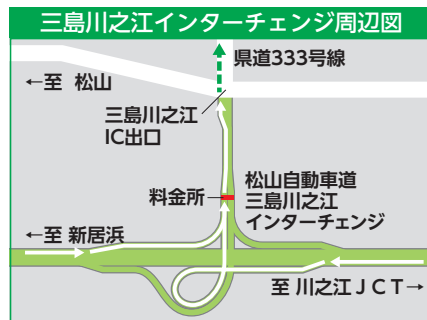 三島川之江インターチェンジ周辺図
県道333号線
←至 松山
三島川之江
IC出口
料金所
松山自動車道
三島川之江
インターチェンジ
←至 新居浜
至 川之江ＪＣＴ→